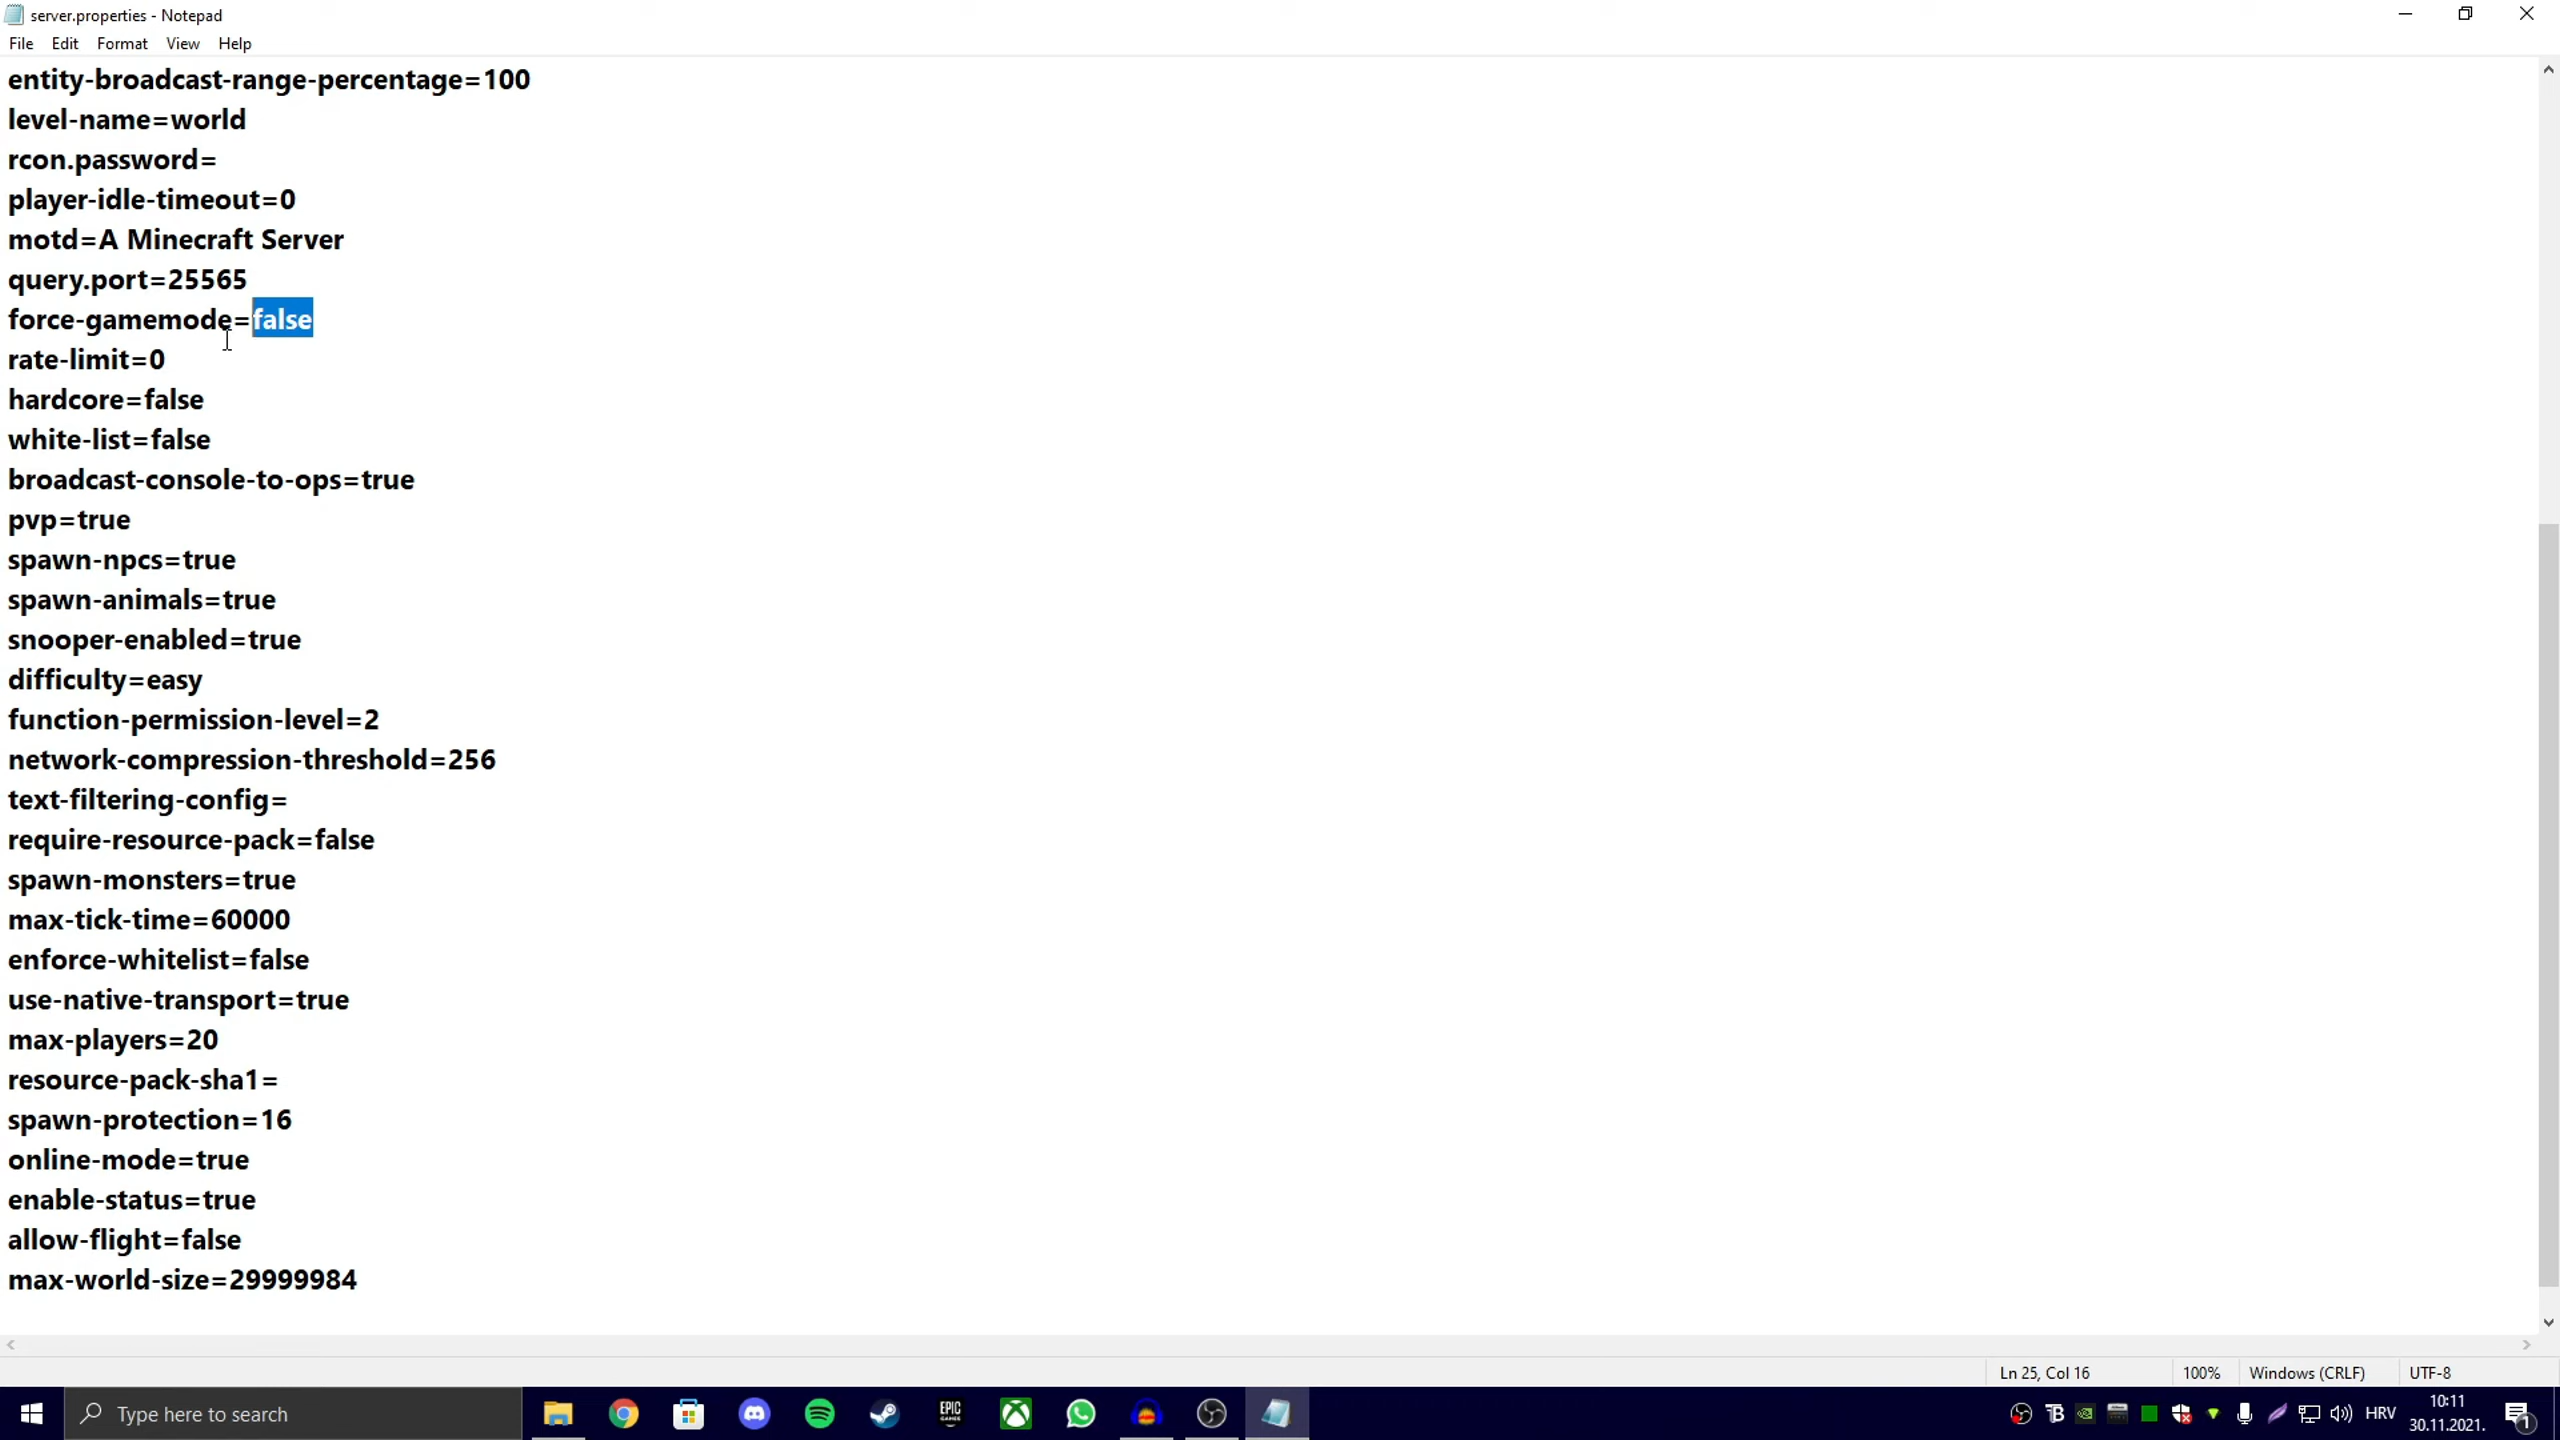 server.properties - Notepad
File Edit Format View Help
entity-broadcast-range-percentage=100
level-name=world
rcon.password=
player-idle-timeout=0
motd=A Minecraft Server
query.port=25565
force-gamemode=false
rate-limit=0
hardcore=false
white-list=false
broadcast-console-to-ops=true
pvp=true
spawn-npcs=true
spawn-animals=true
snooper-enabled=true
difficulty=easy
function-permission-level=2
network-compression-threshold=256
text-filtering-config=
require-resource-pack=false
spawn-monsters=true
max-tick-time=60000
enforce-whitelist=false
use-native-transport=true
max-players=20
resource-pack-sha1=
spawn-protection=16
online-mode=true
enable-status=true
allow-flight=false
max-world-size=29999984
Ln 25, Col 16 100% Windows (CRLF) UTF-8
Type here to search EPIC GAMES HRV 10:11
30.11.2021. 1